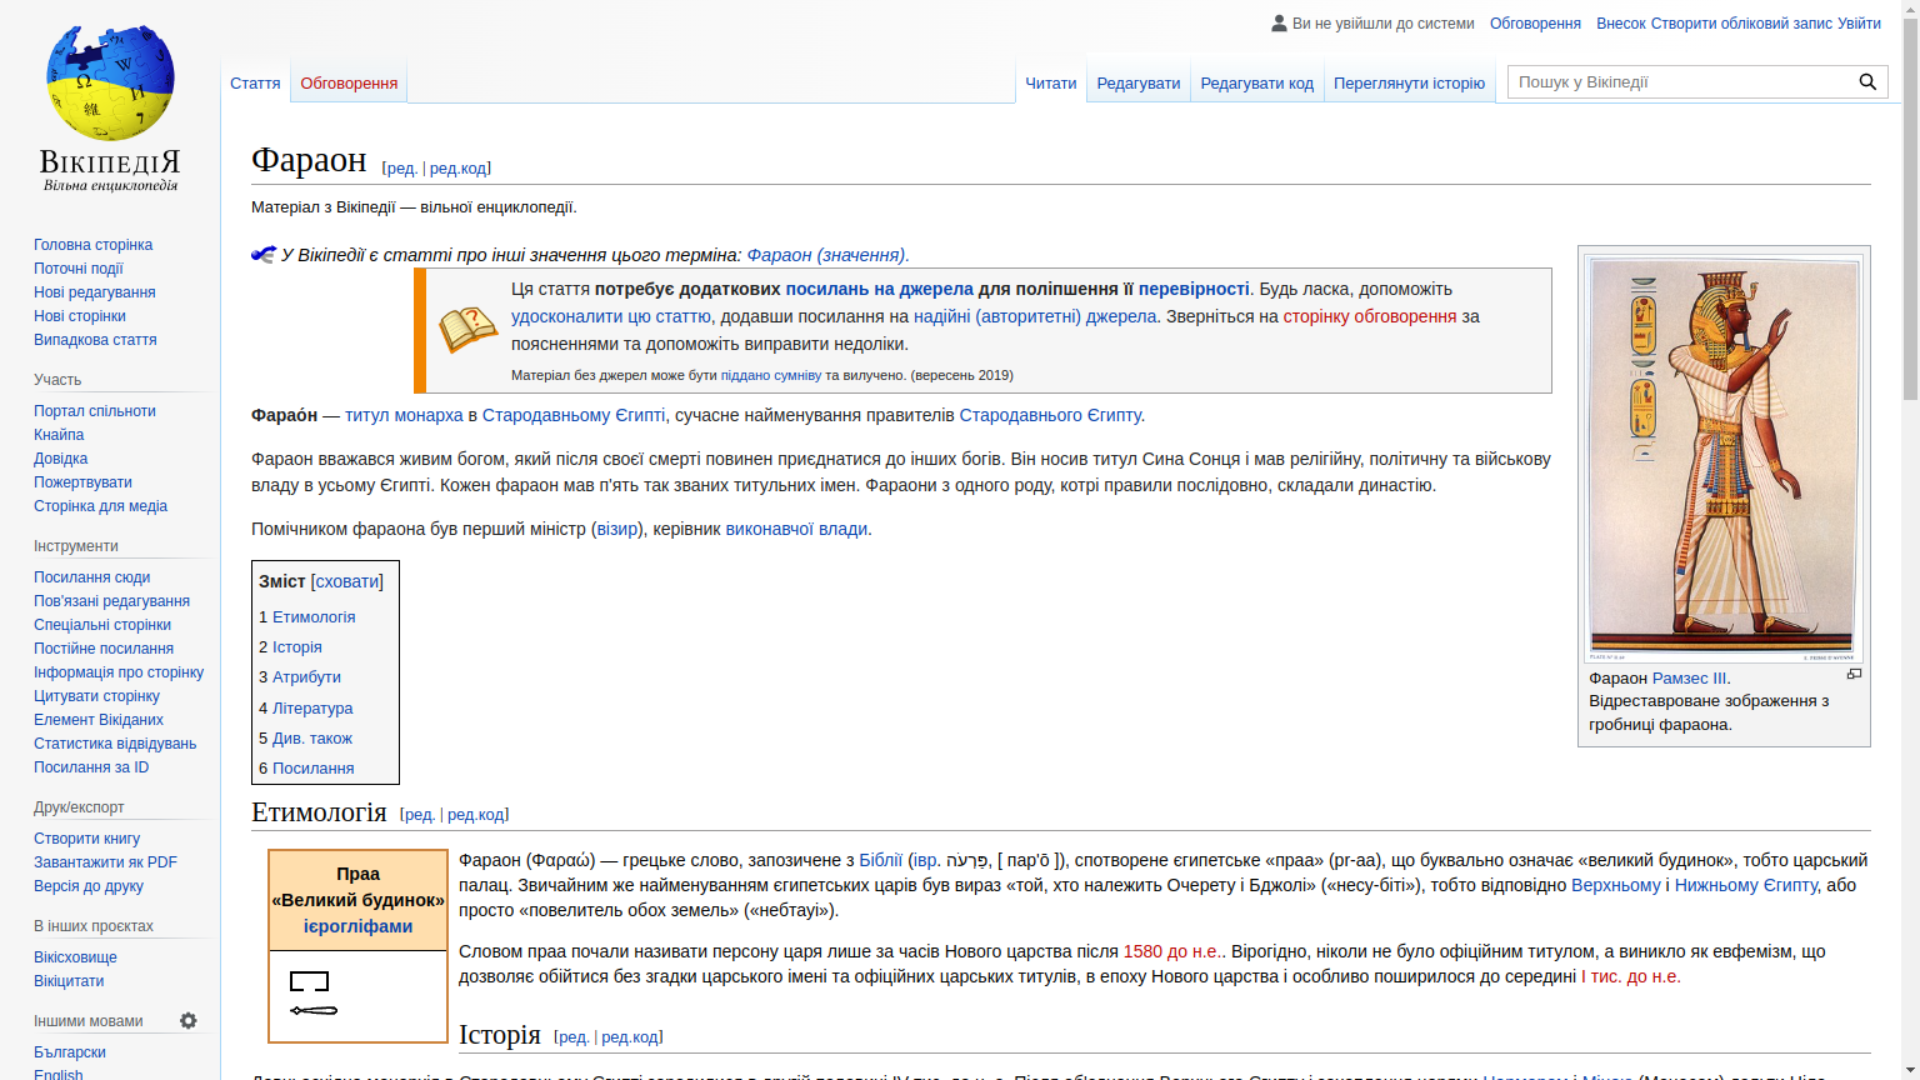 Ви не увійшли до системи Обговорення Внесок Створити обліковий запис Увійти
Стаття Обговорення Читати Редагувати Редагувати код Переглянути історію Пошук у Вікіпедії
ВікіпедіЯ
Вільна енциклопедія
Головна сторінка
Поточні події
Нові редагування
Нові сторінки
Випадкова стаття
Участь
Портал спільноти
Кнайпа
Довідка
Пожертвувати
Сторінка для медіа
Інструменти
Посилання сюди
Пов'язані редагування
Спеціальні сторінки
Постійне посилання
Інформація про сторінку
Цитувати сторінку
Елемент Вікіданих
Статистика відвідувань
Посилання за ID
Друк/експорт
Створити книгу
Завантажити як PDF
Версія до друку
В інших проєктах
Вікісховище
Вікіцитати
Іншими мовами
Български
English
Фараон [ред. | ред.код]
Матеріал з Вікіпедії — вільної енциклопедії.
У Вікіпедії є статті про інші значення цього терміна: Фараон (значення).
Ця стаття потребує додаткових посилань на джерела для поліпшення її перевірності. Будь ласка, допоможіть
удосконалити цю статтю, додавши посилання на надійні (авторитетні) джерела. Зверніться на сторінку обговорення за
поясненнями та допоможіть виправити недоліки.
Матеріал без джерел може бути піддано сумніву та вилучено. (вересень 2019)
Фарао́н — титул монарха в Стародавньому Єгипті, сучасне найменування правителів Стародавнього Єгипту.
Фараон вважався живим богом, який після своєї смерті повинен приєднатися до інших богів. Він носив титул Сина Сонця і мав релігійну, політичну та військову
владу в усьому Єгипті. Кожен фараон мав п'ять так званих титульних імен. Фараони з одного роду, котрі правили послідовно, складали династію.
Помічником фараона був перший міністр (візир), керівник виконавчої влади.
Фараон Рамзес III.
Відреставроване зображення з
гробниці фараона.
Зміст [сховати]
1 Етимологія
2 Історія
3 Атрибути
4 Література
5 Див. також
6 Посилання
Етимологія [ред. | ред.код]
Праа
«Великий будинок»
ієрогліфами
Фараон (Φαραώ) — грецьке слово, запозичене з Біблії (івр. פַּרְעֹה, [ пар'ō ]), спотворене єгипетське «праа» (pr-aa), що буквально означає «великий будинок», тобто царський
палац. Звичайним же найменуванням єгипетських царів був вираз «той, хто належить Очерету і Бджолі» («несу-біті»), тобто відповідно Верхньому і Нижньому Єгипту, або
просто «повелитель обох земель» («небтауі»).
Словом праа почали називати персону царя лише за часів Нового царства після 1580 до н.е.. Вірогідно, ніколи не було офіційним титулом, а виникло як евфемізм, що
дозволяє обійтися без згадки царського імені та офіційних царських титулів, в епоху Нового царства і особливо поширилося до середині I тис. до н.е.
Історія [ред. | ред.код]